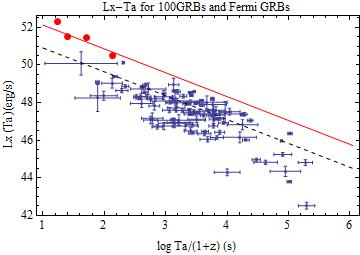 Lx−Ta for 100GRBs and Fermi GRBs
52
50
48
46
44
42
Lx (Ta)(erg/s)
1 2 3 4 5 6
log Ta/(1+z) (s)